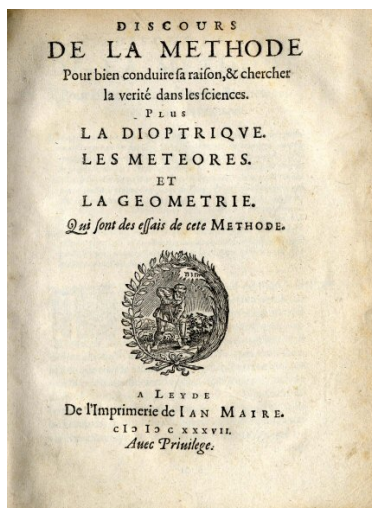 DISCOURS
DE LA METHODE
Pour bien conduire ſa raiſon,& chercher
la verité dans les ſciences.
PLUS
LA DIOPTRIQVE.
LES METEORES.
ET
LA GEOMETRIE.
Qui ſont des eſſais de cete METHODE.
A LEYDE
De l'Imprimerie de IAN MAIRE.
cIↃ IↃ C XXXVII.
Auec Priuilege.